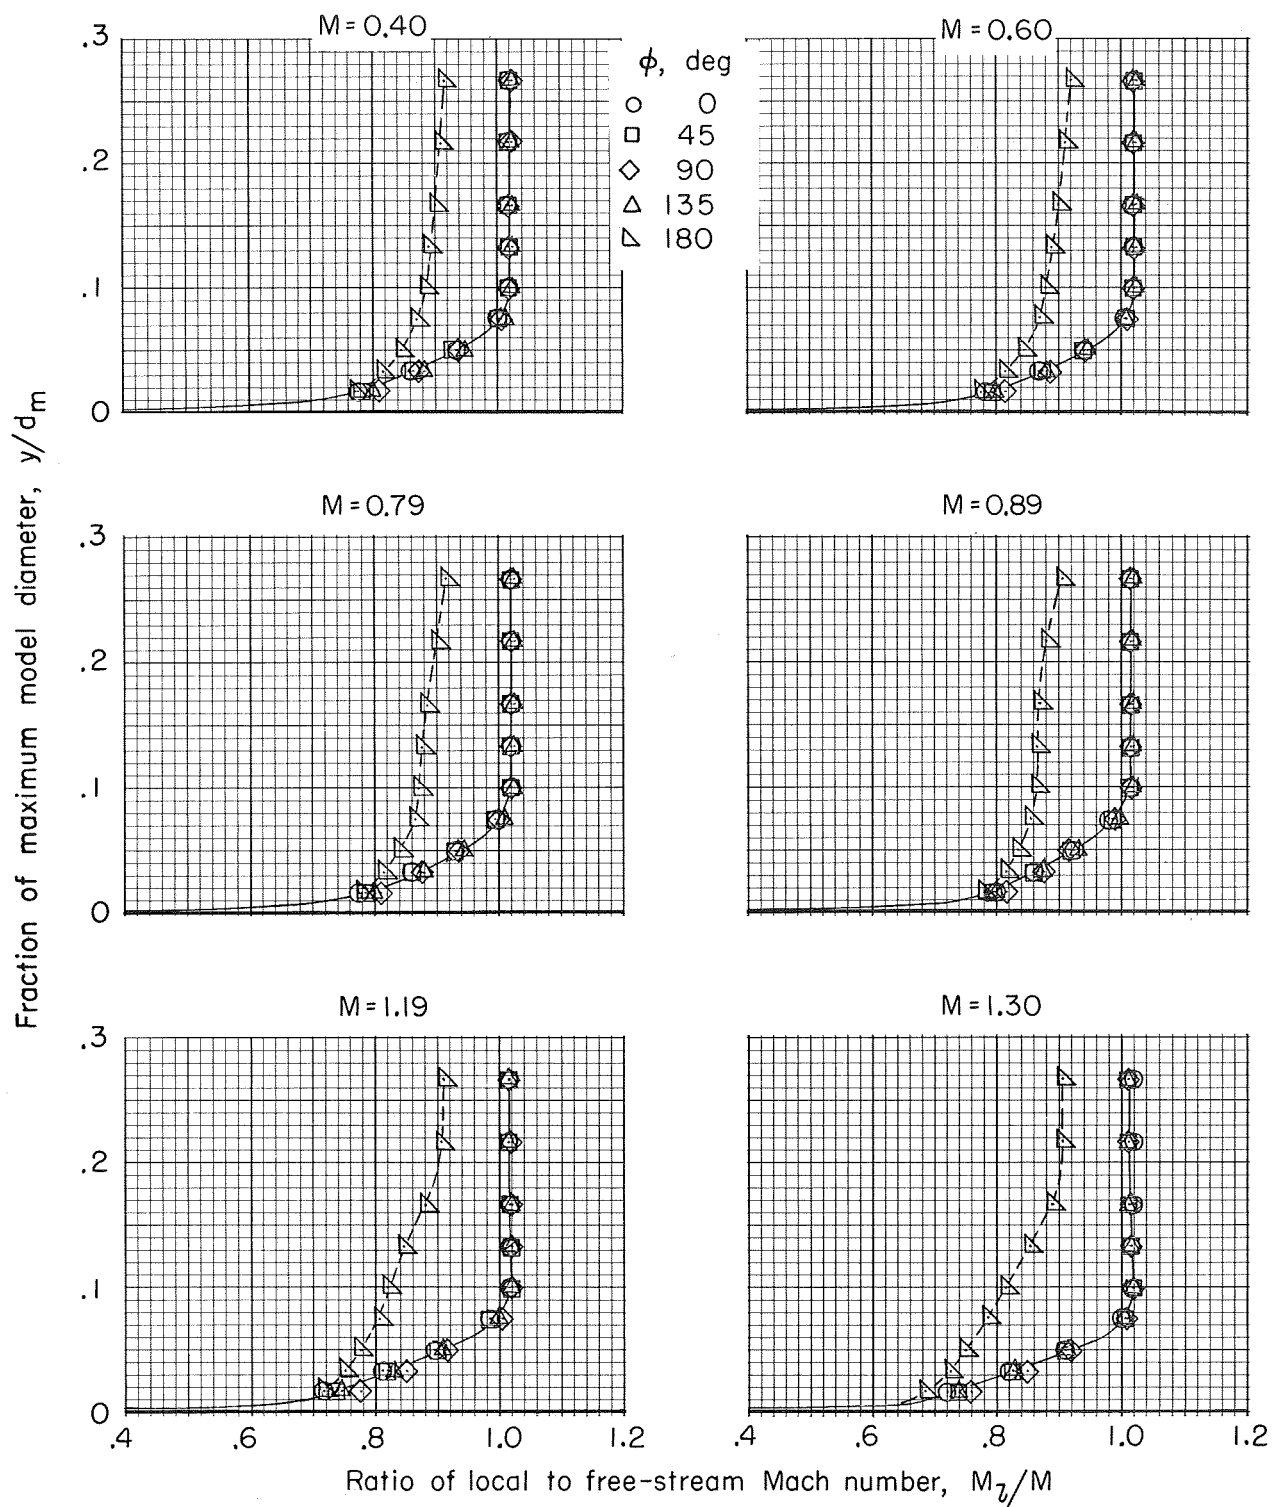 M = 0.40
M = 0.60
.3
.2
.1
0
ϕ, deg
0
45
90
135
180
M = 0.79
M = 0.89
.3
.2
.1
0
M = 1.19
M = 1.30
.3
.2
.1
0
.4 .6 .8 1.0 1.2
.4 .6 .8 1.0 1.2
Fraction of maximum model diameter, y/dₘ
Ratio of local to free-stream Mach number, Mₗ/M